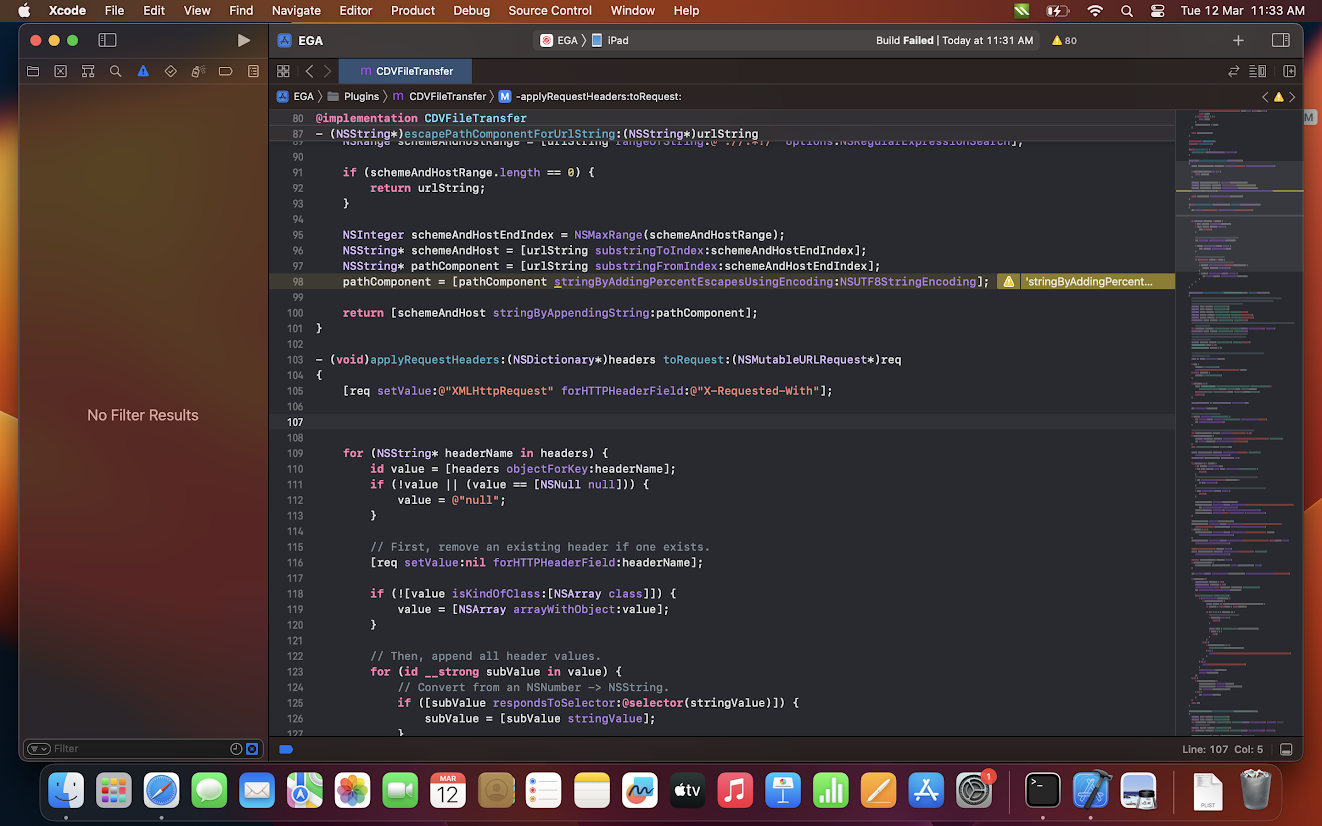 Xcode File Edit View Find Navigate Editor Product Debug Source Control Window Help Tue 12 Mar 11:33 AM
EGA EGA 〉 iPad Build Failed | Today at 11:31 AM 80
CDVFileTransfer
EGA 〉 Plugins 〉 m CDVFileTransfer 〉 M -applyRequestHeaders:toRequest:
80 @implementation CDVFileTransfer
87 - (NSString*)escapePathComponentForUrlString:(NSString*)urlString
90
91 if (schemeAndHostRange.length == 0) {
92 return urlString;
93 }
94
95 NSInteger schemeAndHostEndIndex = NSMaxRange(schemeAndHostRange);
96 NSString* schemeAndHost = [urlString substringToIndex:schemeAndHostEndIndex];
97 NSString* pathComponent = [urlString substringFromIndex:schemeAndHostEndIndex];
98 pathComponent = [pathComponent stringByAddingPercentEscapesUsingEncoding:NSUTF8StringEncoding]; 'stringByAddingPercent...
99
100 return [schemeAndHost stringByAppendingString:pathComponent];
101 }
102
103 - (void)applyRequestHeaders:(NSDictionary*)headers toRequest:(NSMutableURLRequest*)req
104 {
105 [req setValue:@"XMLHttpRequest" forHTTPHeaderField:@"X-Requested-With"];
106
107
108
109 for (NSString* headerName in headers) {
110 id value = [headers objectForKey:headerName];
111 if (!value || (value == [NSNull null])) {
112 value = @"null";
113 }
114
115 // First, remove an existing header if one exists.
116 [req setValue:nil forHTTPHeaderField:headerName];
117
118 if (![value isKindOfClass:[NSArray class]]) {
119 value = [NSArray arrayWithObject:value];
120 }
121
122 // Then, append all header values.
123 for (id __strong subValue in value) {
124 // Convert from an NSNumber -> NSString.
125 if ([subValue respondsToSelector:@selector(stringValue)]) {
126 subValue = [subValue stringValue];
127 }
No Filter Results
Filter
Line: 107 Col: 5
MAR
12
1
PLIST